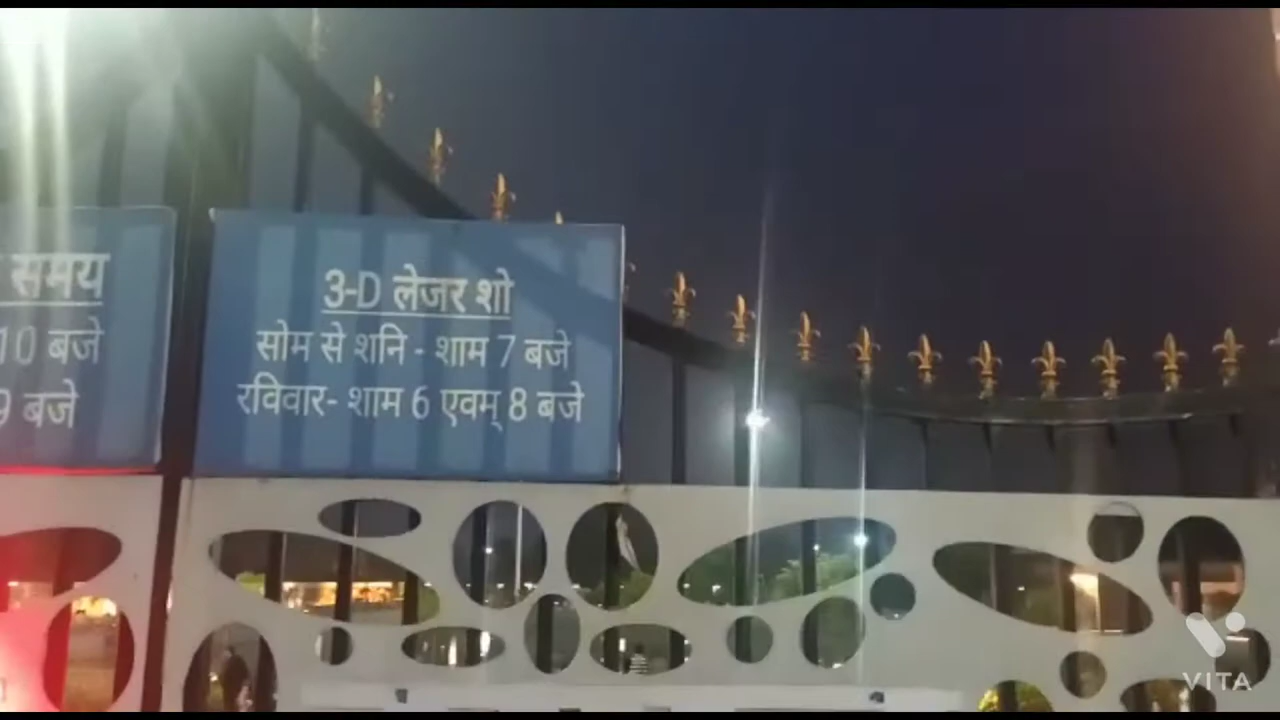 समय
10 बजे
9 बजे
3-D लेजर शो
सोम से शनि - शाम 7 बजे
रविवार- शाम 6 एवम् 8 बजे
VITA